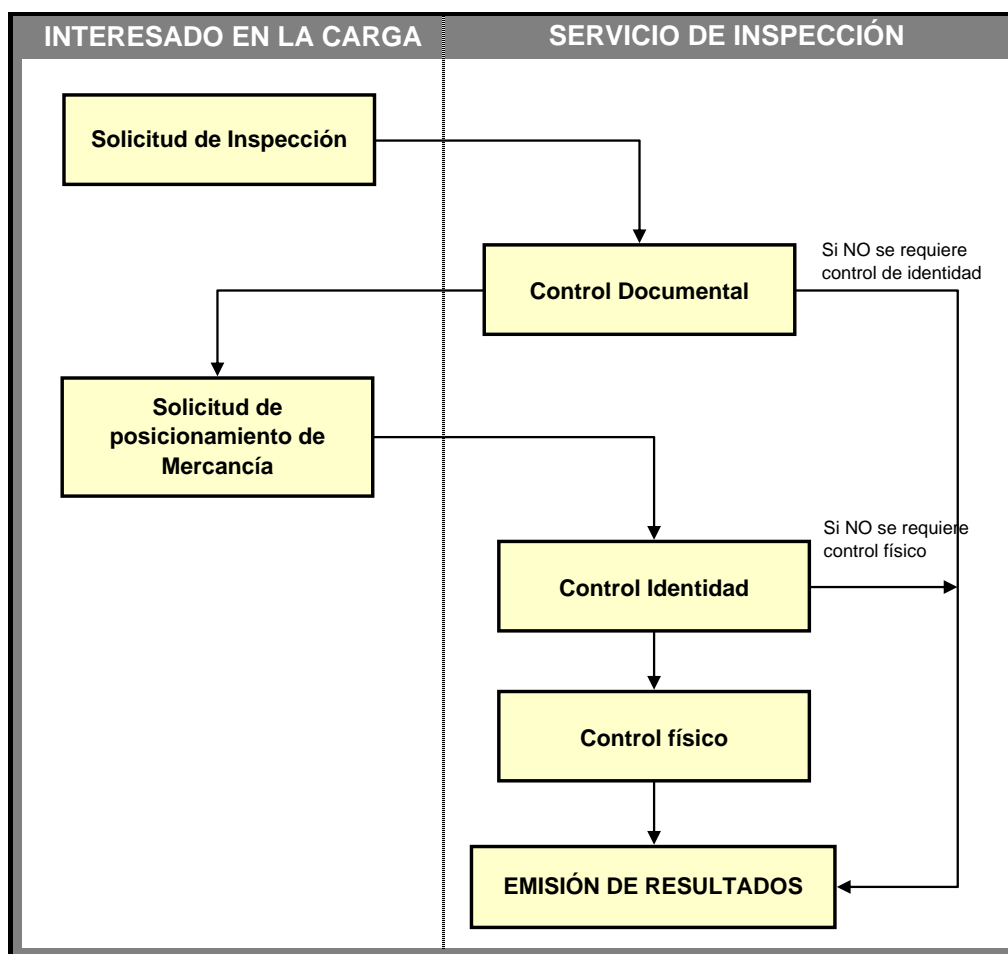 INTERESADO EN LA CARGA
SERVICIO DE INSPECCIÓN
Solicitud de Inspección
Si NO se requiere
control de identidad
Control Documental
Solicitud de
posicionamiento de
Mercancía
Si NO se requiere
control físico
Control Identidad
Control físico
EMISIÓN DE RESULTADOS